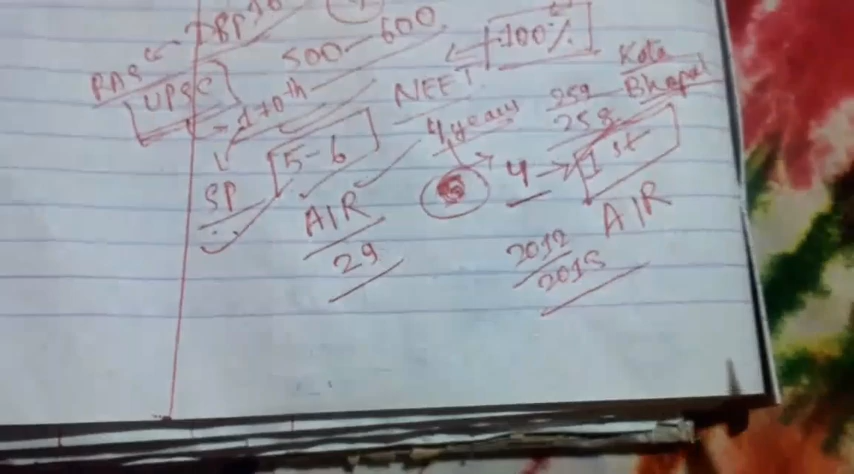 500-600 100%
RAS
UPSC
170th NEET Kota
4 years 259 Bhopal
258
5-6 4 → 1st
SP
AIR AIR
29 2012
2013